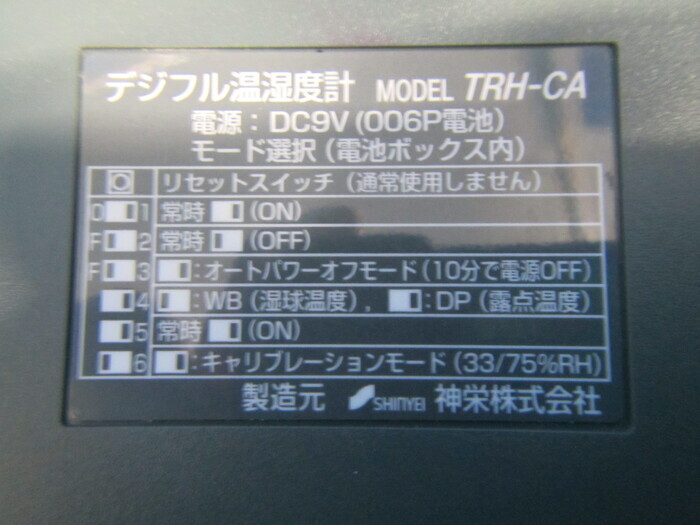 デジフル温湿度計 MODEL TRH-CA
電源：DC9V（006P電池）
モード選択（電池ボックス内）
リセットスイッチ（通常使用しません）
O 1 常時 (ON)
F 2 常時 (OFF)
F 3 :オートパワーオフモード(10分で電源OFF)
4 :WB（湿球温度）, :DP（露点温度）
5 常時 (ON)
6 :キャリブレーションモード（33/75%RH）
製造元 SHINYEI 神栄株式会社